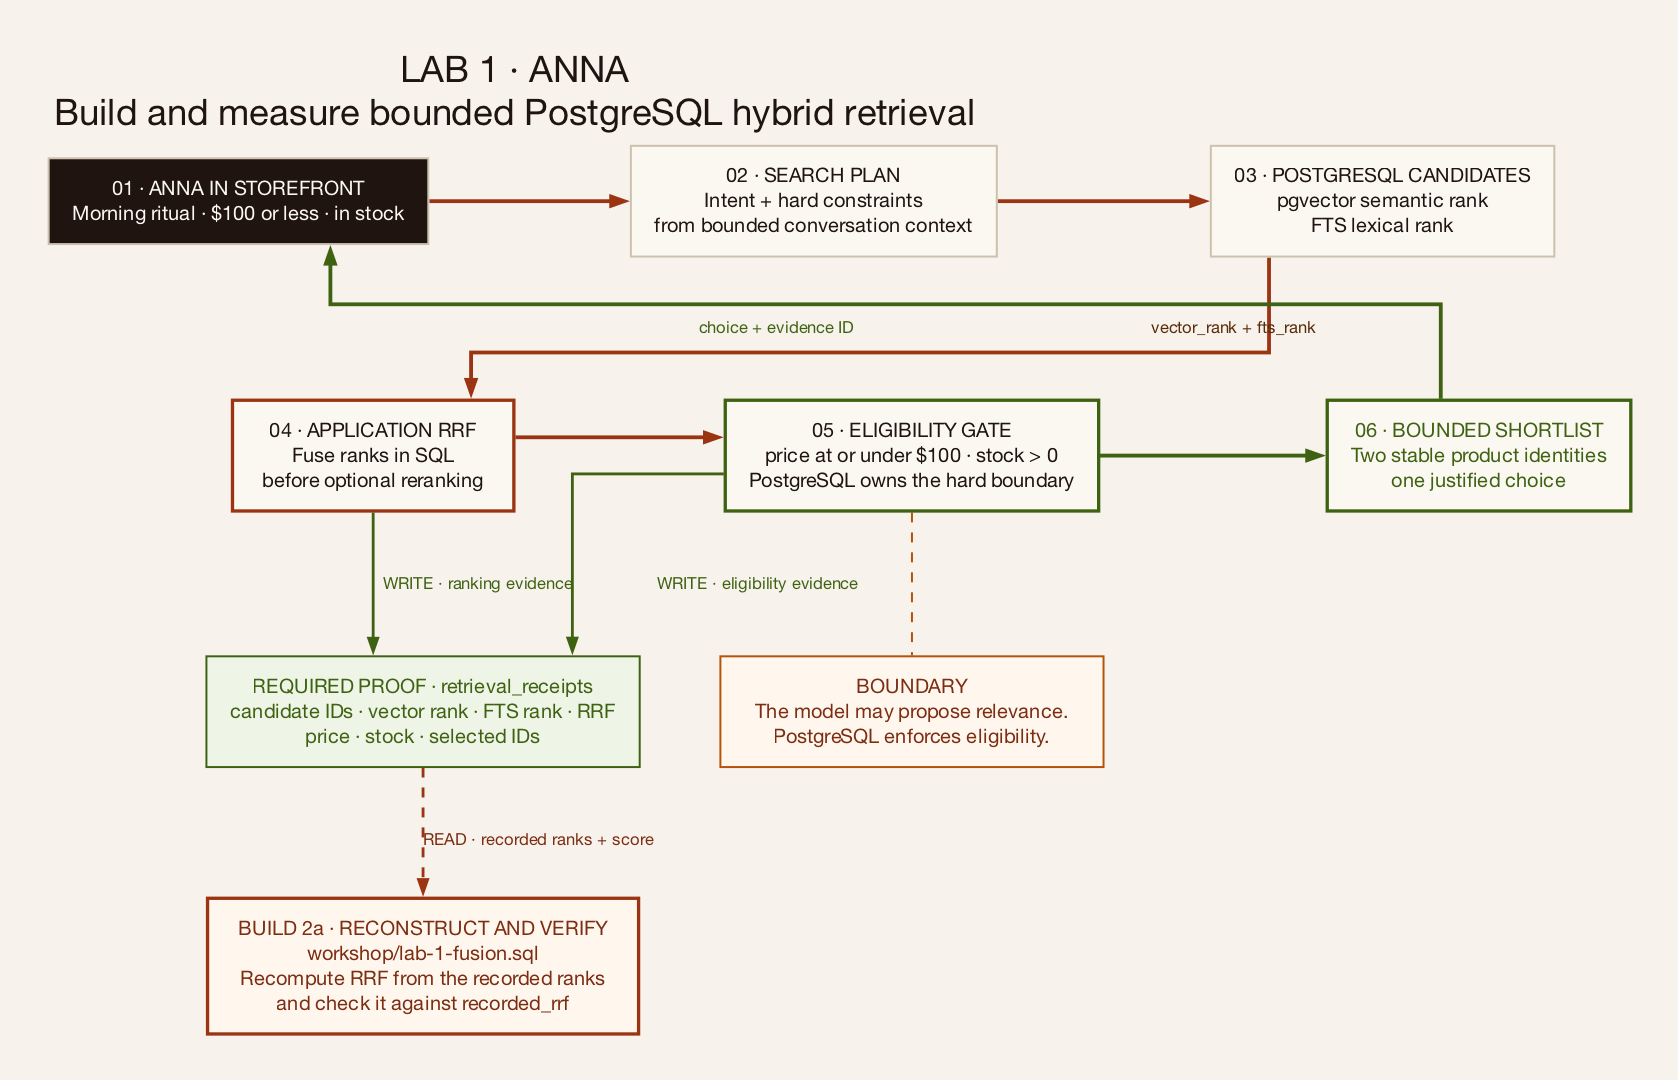 LAB 1 · ANNA
Build and measure bounded PostgreSQL hybrid retrieval
01 · ANNA IN STOREFRONT
Morning ritual · $100 or less · in stock
02 · SEARCH PLAN
Intent + hard constraints
from bounded conversation context
03 · POSTGRESQL CANDIDATES
pgvector semantic rank
FTS lexical rank
choice + evidence ID
vector_rank + fts_rank
04 · APPLICATION RRF
Fuse ranks in SQL
before optional reranking
05 · ELIGIBILITY GATE
price at or under $100 · stock > 0
PostgreSQL owns the hard boundary
06 · BOUNDED SHORTLIST
Two stable product identities
one justified choice
WRITE · ranking evidence
WRITE · eligibility evidence
REQUIRED PROOF · retrieval_receipts
candidate IDs · vector rank · FTS rank · RRF
price · stock · selected IDs
BOUNDARY
The model may propose relevance.
PostgreSQL enforces eligibility.
READ · recorded ranks + score
BUILD 2a · RECONSTRUCT AND VERIFY
workshop/lab-1-fusion.sql
Recompute RRF from the recorded ranks
and check it against recorded_rrf